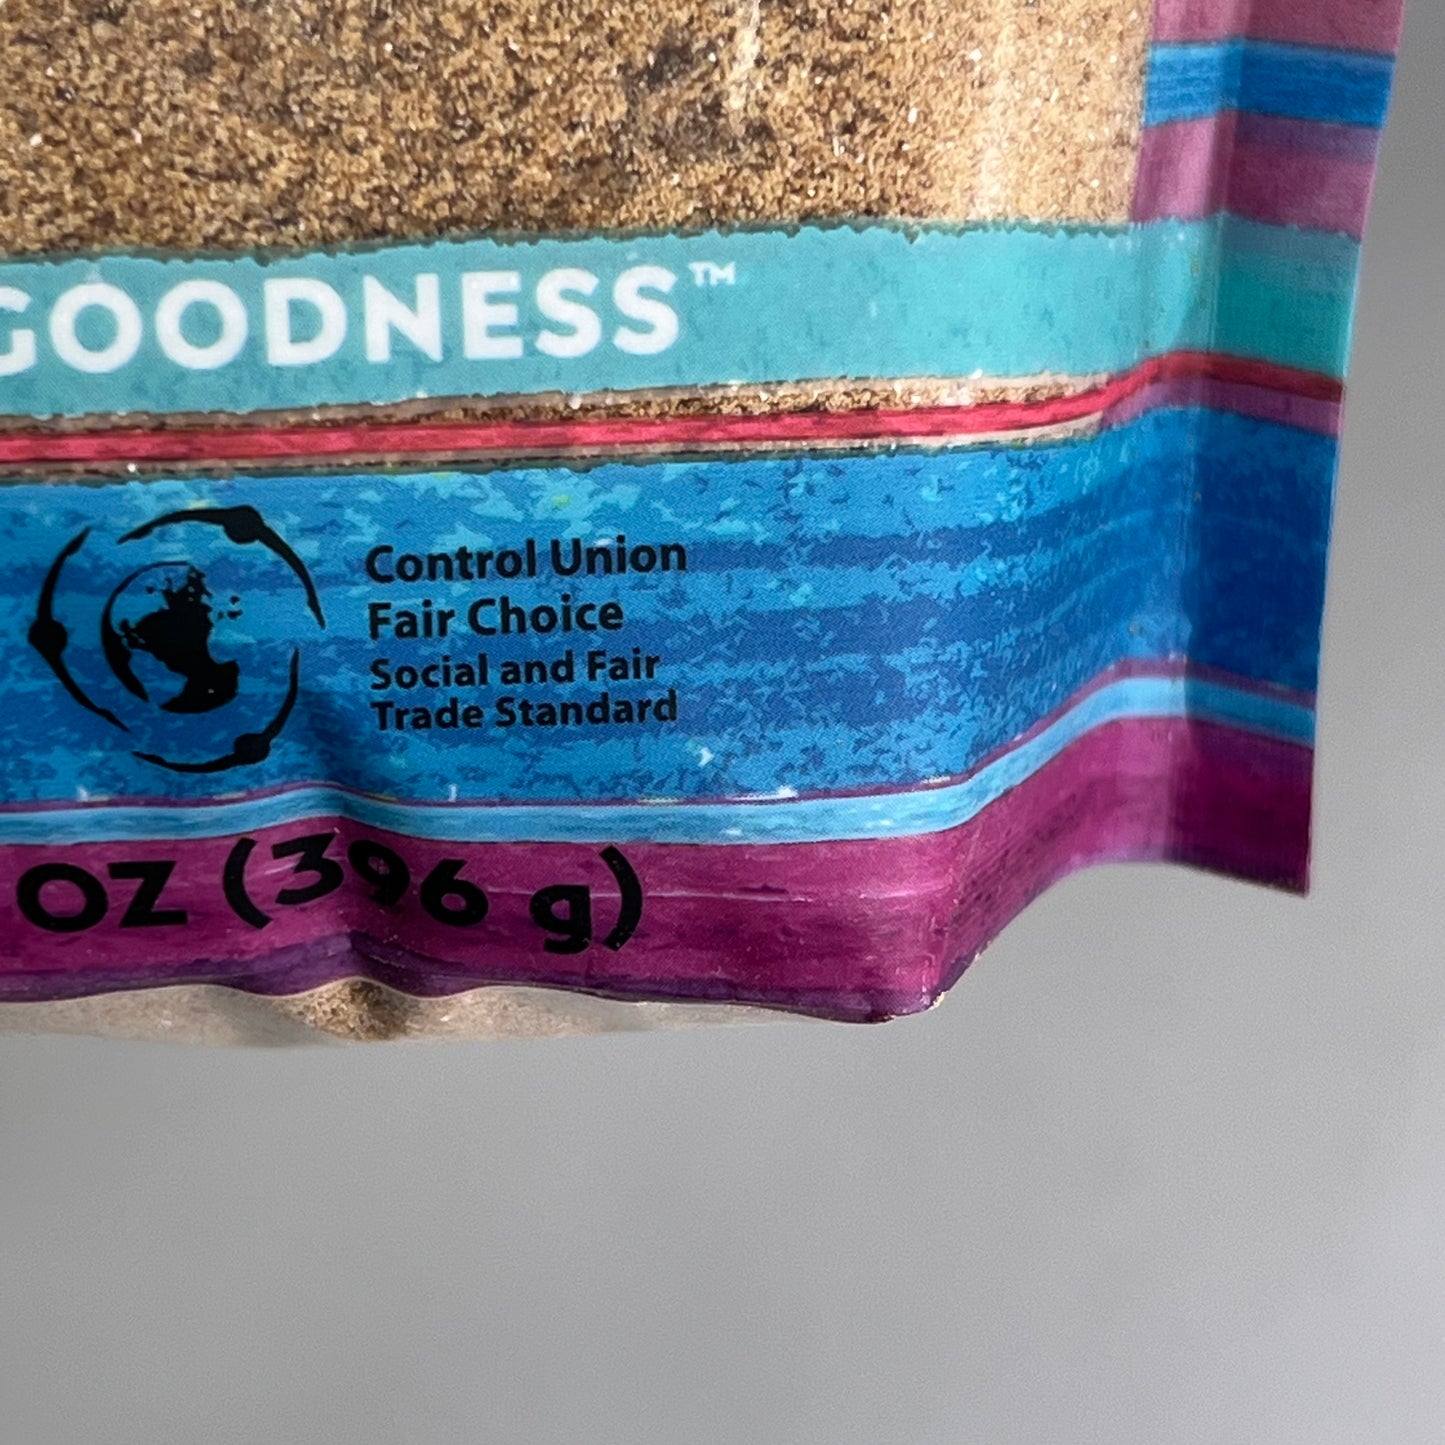 GOODNESS™
Control Union
Fair Choice
Social and Fair
Trade Standard
OZ (396 g)